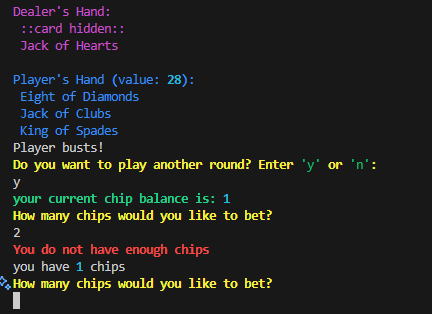 Dealer's Hand:
::card hidden::
Jack of Hearts
Player's Hand (value: 28):
Eight of Diamonds
Jack of Clubs
King of Spades
Player busts!
Do you want to play another round? Enter 'y' or 'n':
y
your current chip balance is: 1
How many chips would you like to bet?
2
You do not have enough chips
you have 1 chips
How many chips would you like to bet?